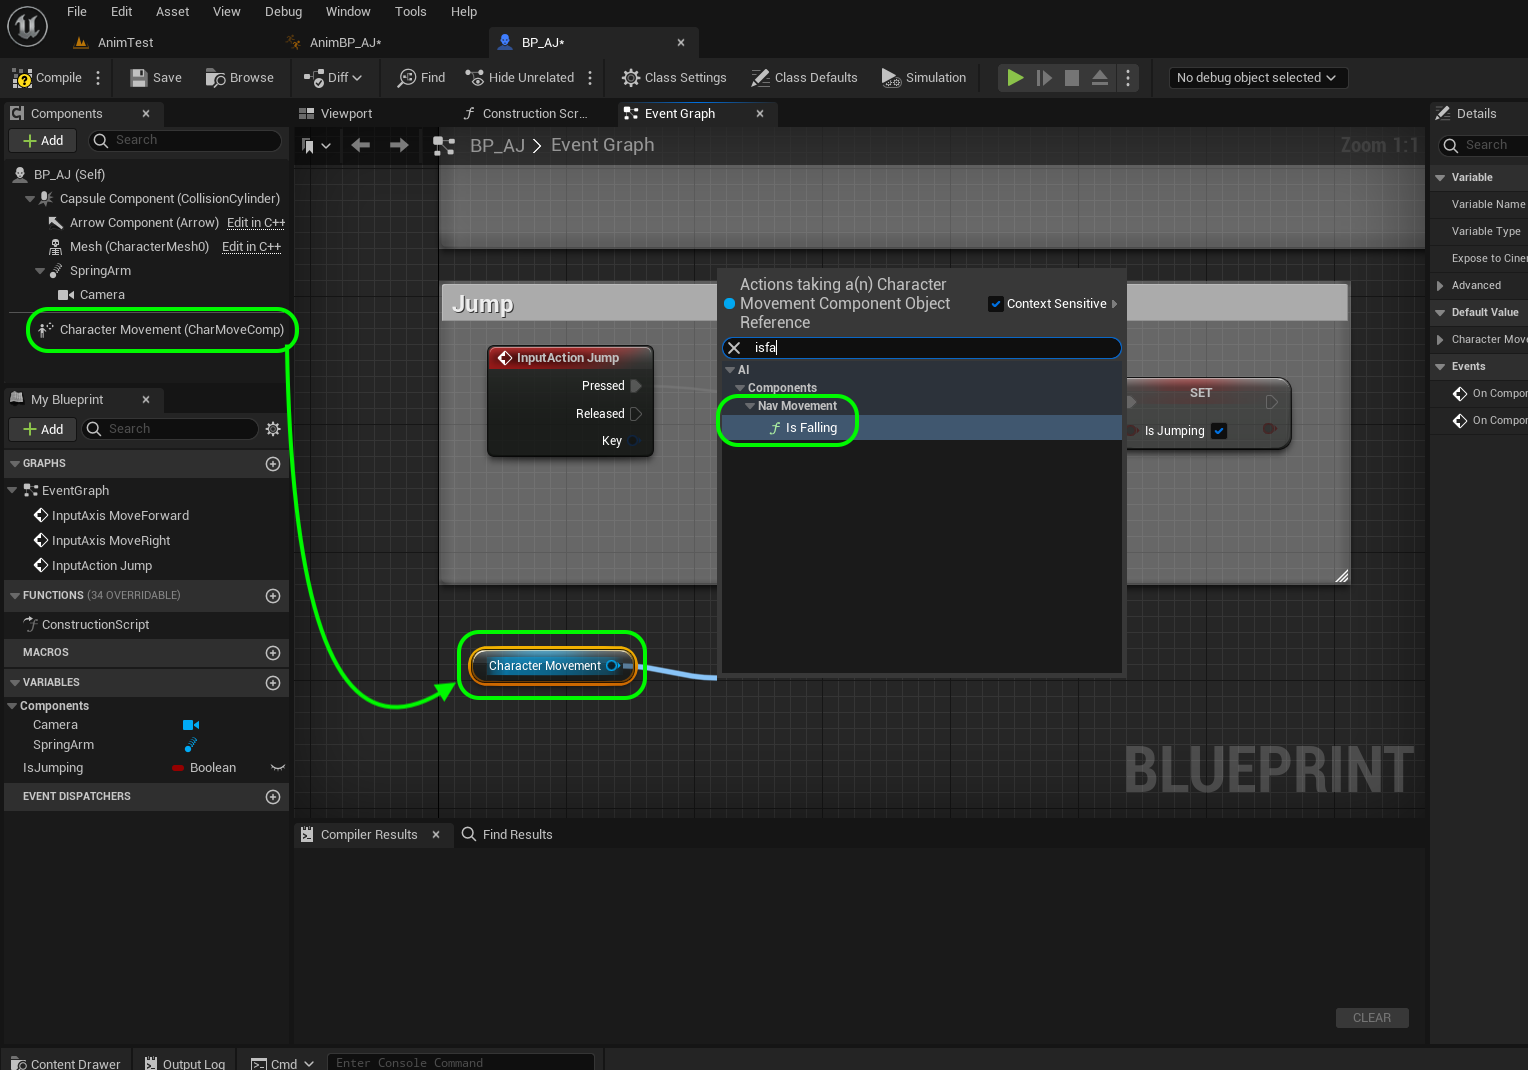 File Edit Asset View Debug Window Tools Help
AnimTest
AnimBP_AJ*
BP_AJ*
Compile
Save
Browse
Diff
Find
Hide Unrelated
Class Settings
Class Defaults
Simulation
No debug object selected
Components
Add
Search
BP_AJ (Self)
Capsule Component (CollisionCylinder)
Arrow Component (Arrow) Edit in C++
Mesh (CharacterMesh0) Edit in C++
SpringArm
Camera
Character Movement (CharMoveComp)
My Blueprint
Add
Search
GRAPHS
EventGraph
InputAxis MoveForward
InputAxis MoveRight
InputAction Jump
FUNCTIONS (34 OVERRIDABLE)
ConstructionScript
MACROS
VARIABLES
Components
Camera
SpringArm
IsJumping Boolean
EVENT DISPATCHERS
Viewport
Construction Scr...
Event Graph
BP_AJ > Event Graph
Zoom 1:1
Jump
InputAction Jump
Pressed
Released
Key
Actions taking a(n) Character
Movement Component Object
Reference
Context Sensitive
isfa
AI
Components
Nav Movement
Is Falling
SET
Is Jumping
Character Movement
BLUEPRINT
Compiler Results
Find Results
CLEAR
Details
Search
Variable
Variable Name
Variable Type
Expose to Cine
Advanced
Default Value
Character Move
Events
On Compor
On Compor
Content Drawer
Output Log
Cmd
Enter Console Command